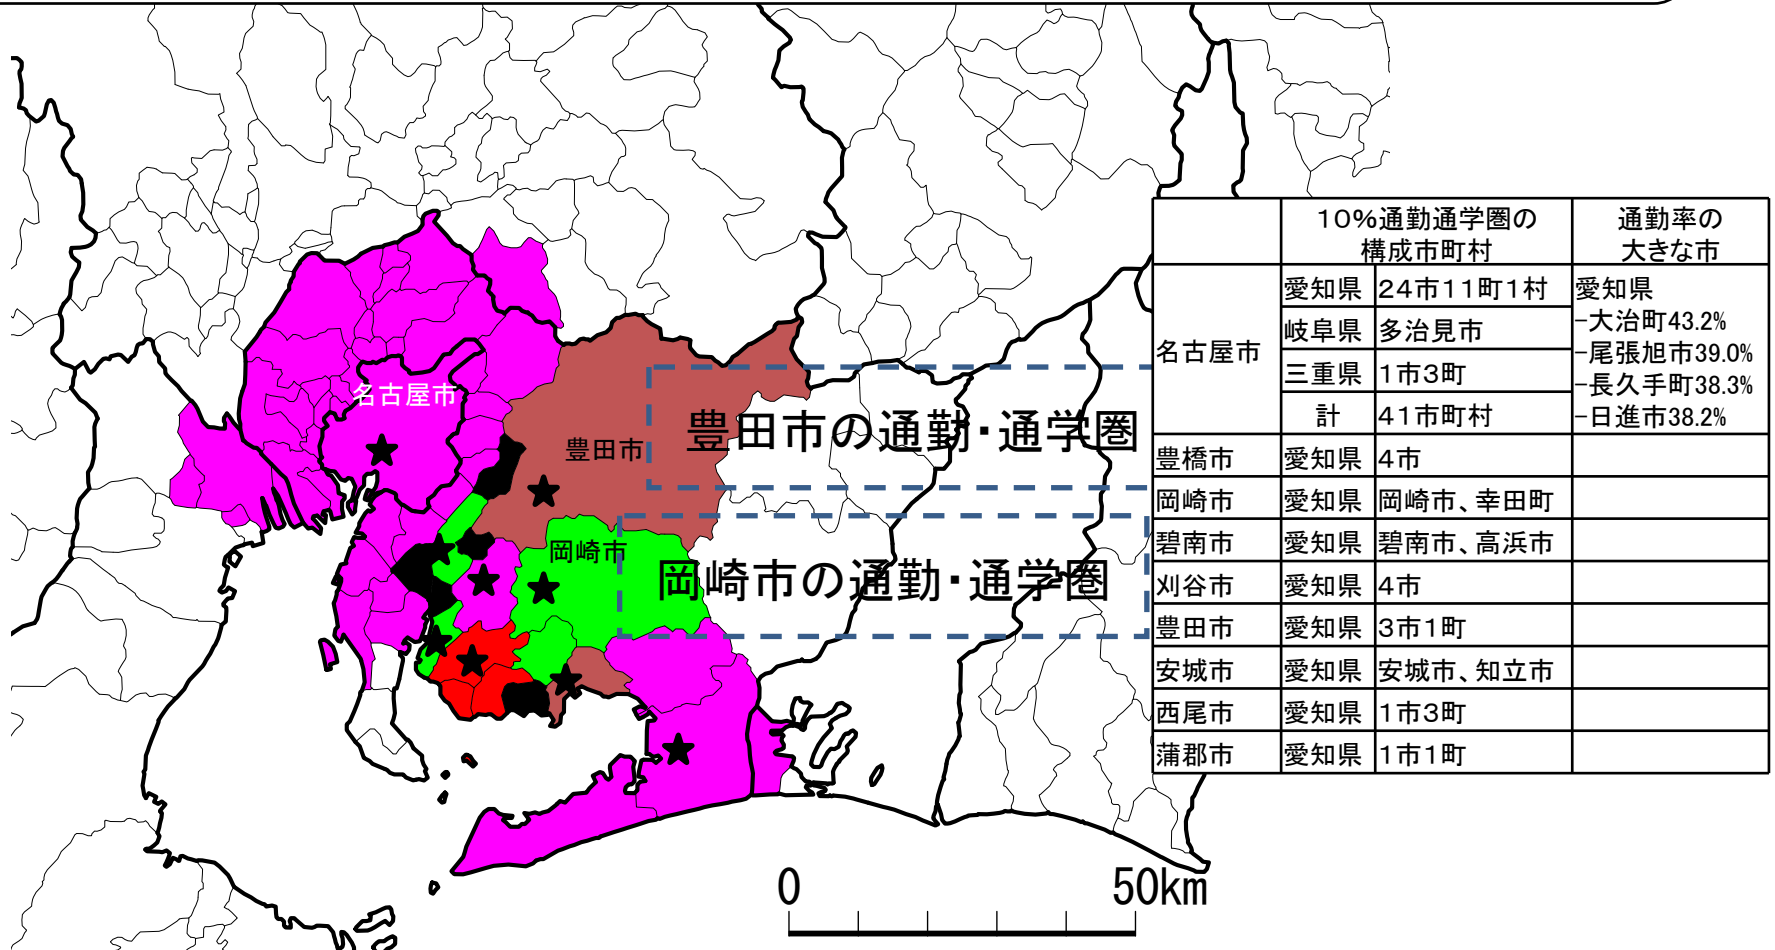 10%通勤通学圏の
構成市町村
通勤率の
大きな市
名古屋市
愛知県 24市11町1村
岐阜県 多治見市
三重県 1市3町
計 41市町村
愛知県
-大治町43.2%
-尾張旭市39.0%
-長久手町38.3%
-日進市38.2%
豊橋市 愛知県 4市
岡崎市 愛知県 岡崎市、幸田町
碧南市 愛知県 碧南市、高浜市
刈谷市 愛知県 4市
豊田市 愛知県 3市1町
安城市 愛知県 安城市、知立市
西尾市 愛知県 1市3町
蒲郡市 愛知県 1市1町
名古屋市
豊田市
豊田市の通勤・通学圏
岡崎市
岡崎市の通勤・通学圏
0 50km